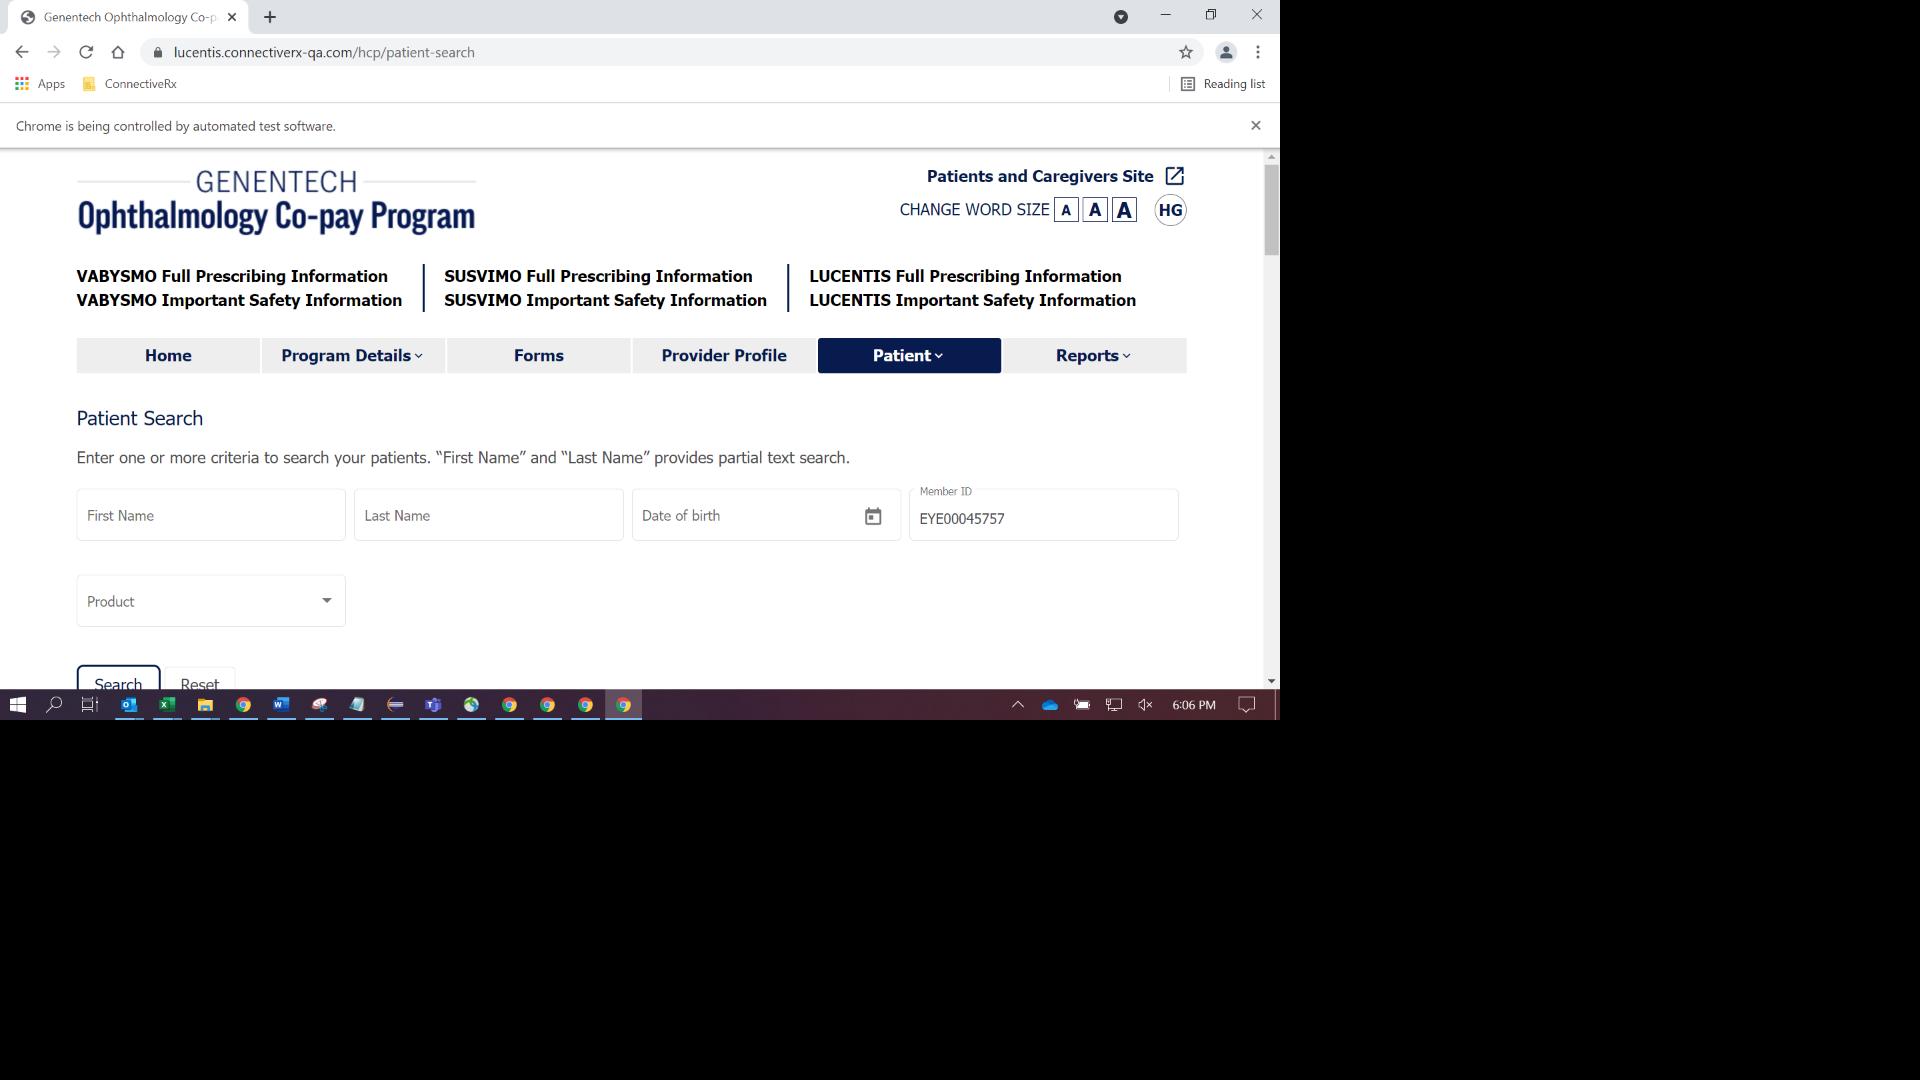 Genentech Ophthalmology Co-p
lucentis.connectiverx-qa.com/hcp/patient-search
Apps
ConnectiveRx
Reading list
Chrome is being controlled by automated test software.
GENENTECH
Ophthalmology Co-pay Program
Patients and Caregivers Site
CHANGE WORD SIZE A A A HG
VABYSMO Full Prescribing Information
VABYSMO Important Safety Information
SUSVIMO Full Prescribing Information
SUSVIMO Important Safety Information
LUCENTIS Full Prescribing Information
LUCENTIS Important Safety Information
Home
Program Details
Forms
Provider Profile
Patient
Reports
Patient Search
Enter one or more criteria to search your patients. “First Name” and “Last Name” provides partial text search.
First Name
Last Name
Date of birth
Member ID
EYE00045757
Product
Search
Reset
6:06 PM